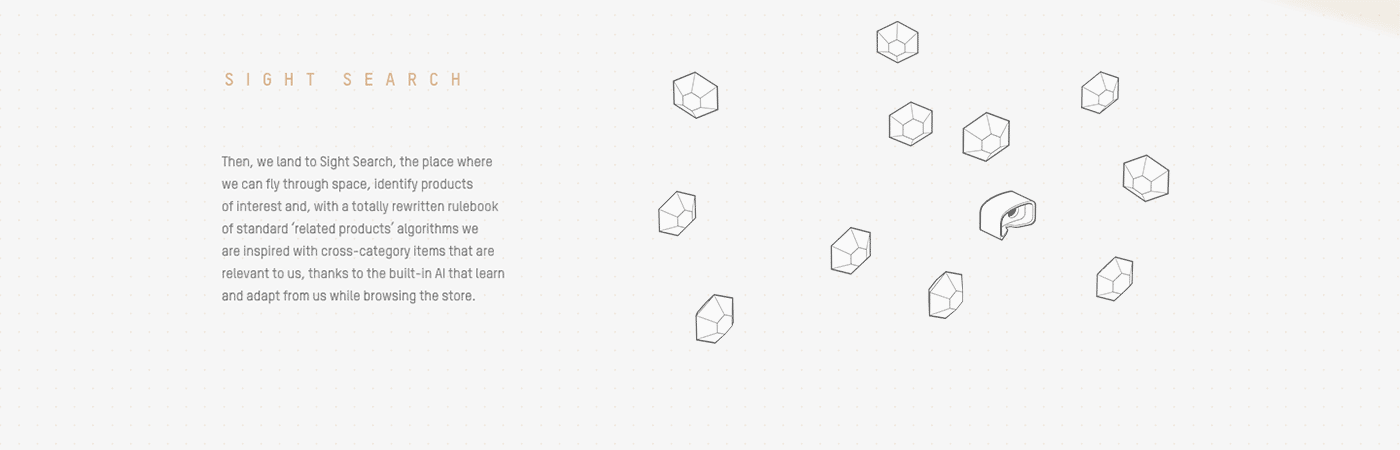 SIGHT SEARCH
Then, we land to Sight Search, the place where
we can fly through space, identify products
of interest and, with a totally rewritten rulebook
of standard ‘related products’ algorithms we
are inspired with cross-category items that are
relevant to us, thanks to the built-in AI that learn
and adapt from us while browsing the store.